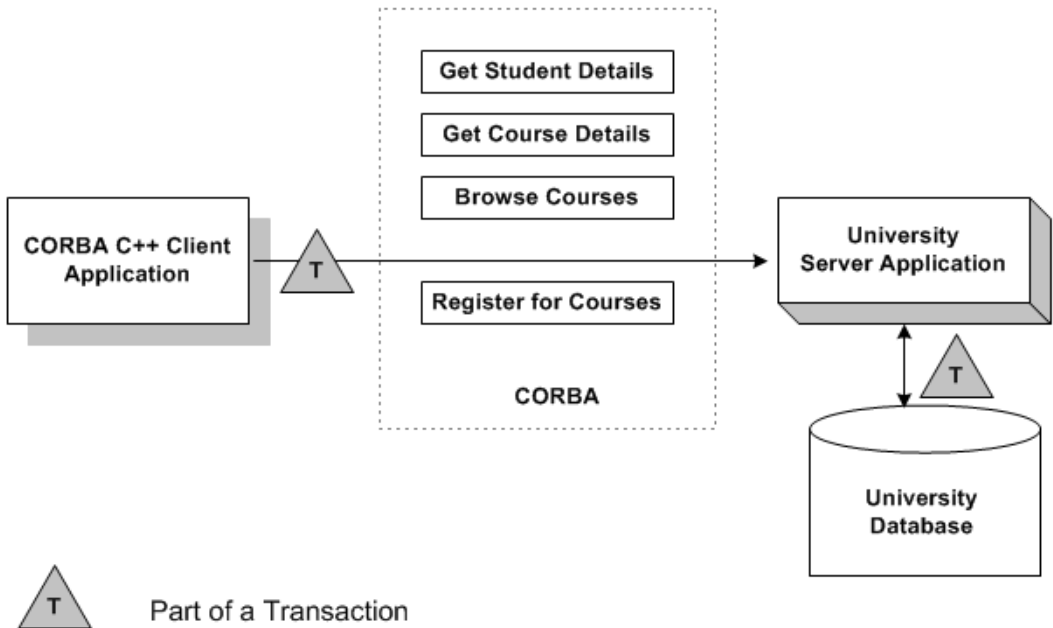 Get Student Details
Get Course Details
Browse Courses
CORBA C++ Client
Application
T
University
Server Application
Register for Courses
CORBA
T
University
Database
T
Part of a Transaction